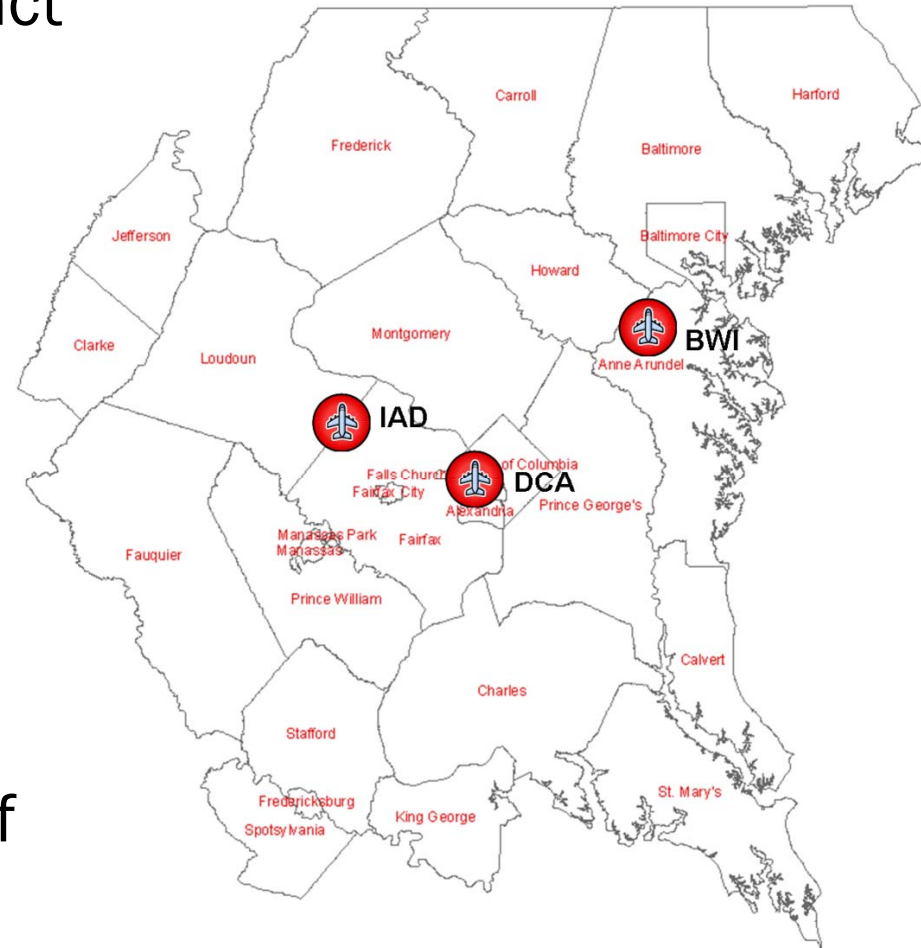 Carroll
Harford
Frederick
Baltimore
Jefferson
Baltimore City
Howard
Clarke
Loudoun
Montgomery
BWI
Anne Arundel
IAD
of Columbia
Falls Church
DCA
Fairfax City
Prince George's
Alexandria
Manassas Park
Fairfax
Manassas
Fauquier
Prince William
Calvert
Charles
Stafford
St. Mary's
Fredericksburg
King George
Spotsylvania